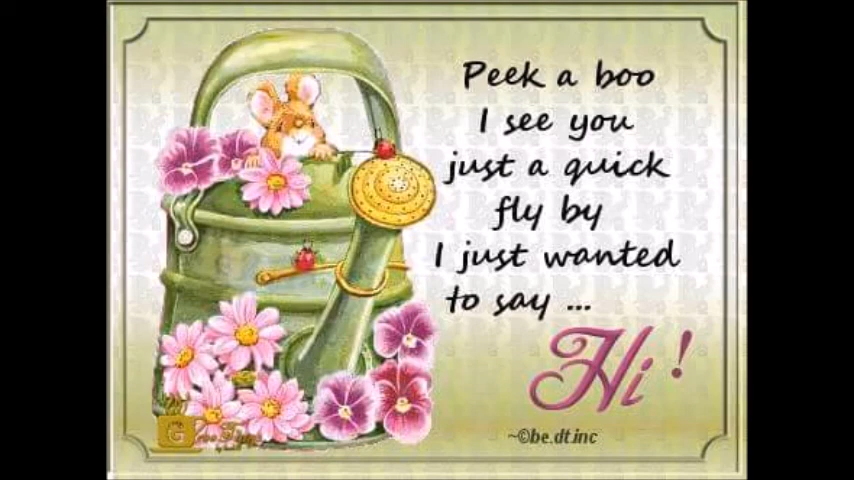 Peek a boo
I see you
just a quick
fly by
I just wanted
to say ...
Hi!
~©be.dt.inc